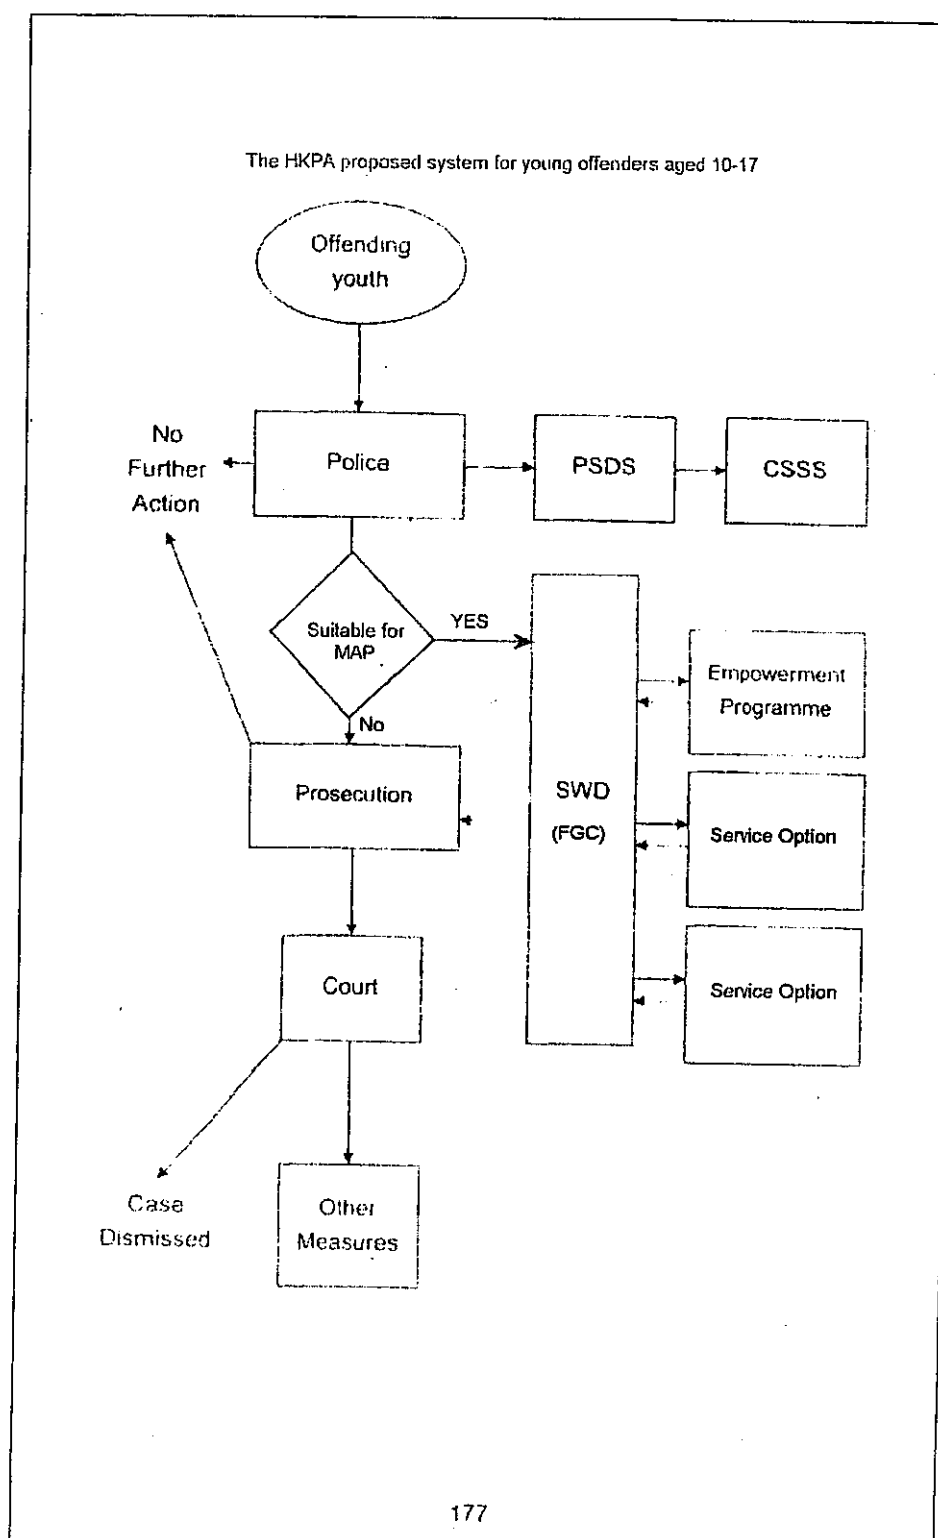 The HKPA proposed system for young offenders aged 10-17
Offending
youth
No
Further
Action
Police
PSDS
CSSS
Suitable for
MAP
YES
No
Prosecution
SWD
(FGC)
Empowerment
Programme
Service Option
Service Option
Court
Case
Dismissed
Other
Measures
177